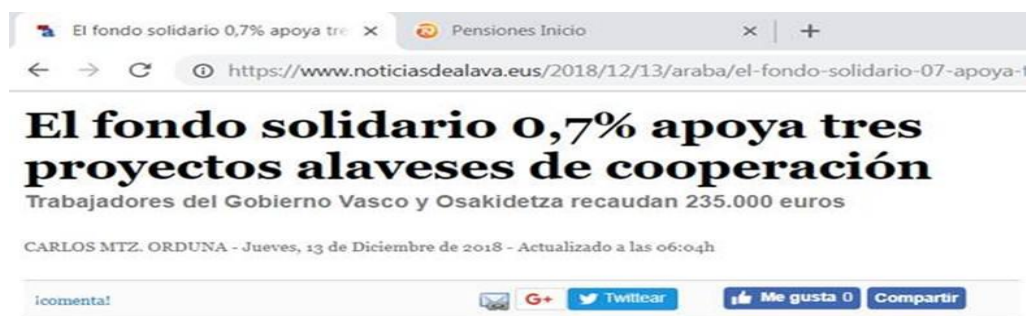 El fondo solidario 0,7% apoya tre
Pensiones Inicio
https://www.noticiasdealava.eus/2018/12/13/araba/el-fondo-solidario-07-apoya-
El fondo solidario 0,7% apoya tres
proyectos alaveses de cooperación
Trabajadores del Gobierno Vasco y Osakidetza recaudan 235.000 euros
CARLOS MTZ. ORDUNA - Jueves, 13 de Diciembre de 2018 - Actualizado a las 06:04h
¡comenta! G+ Twittear Me gusta 0 Compartir